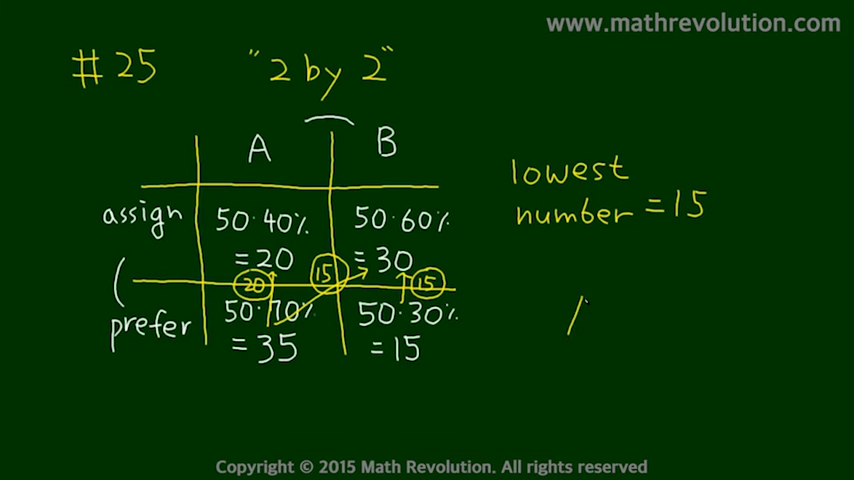 www.mathrevolution.com
# 25 "2 by 2"
A B
assign 50·40% 50·60%
= 20 = 30
20 15 15
prefer 50·70% 50·30%
= 35 = 15
lowest
number = 15
Copyright © 2015 Math Revolution. All rights reserved